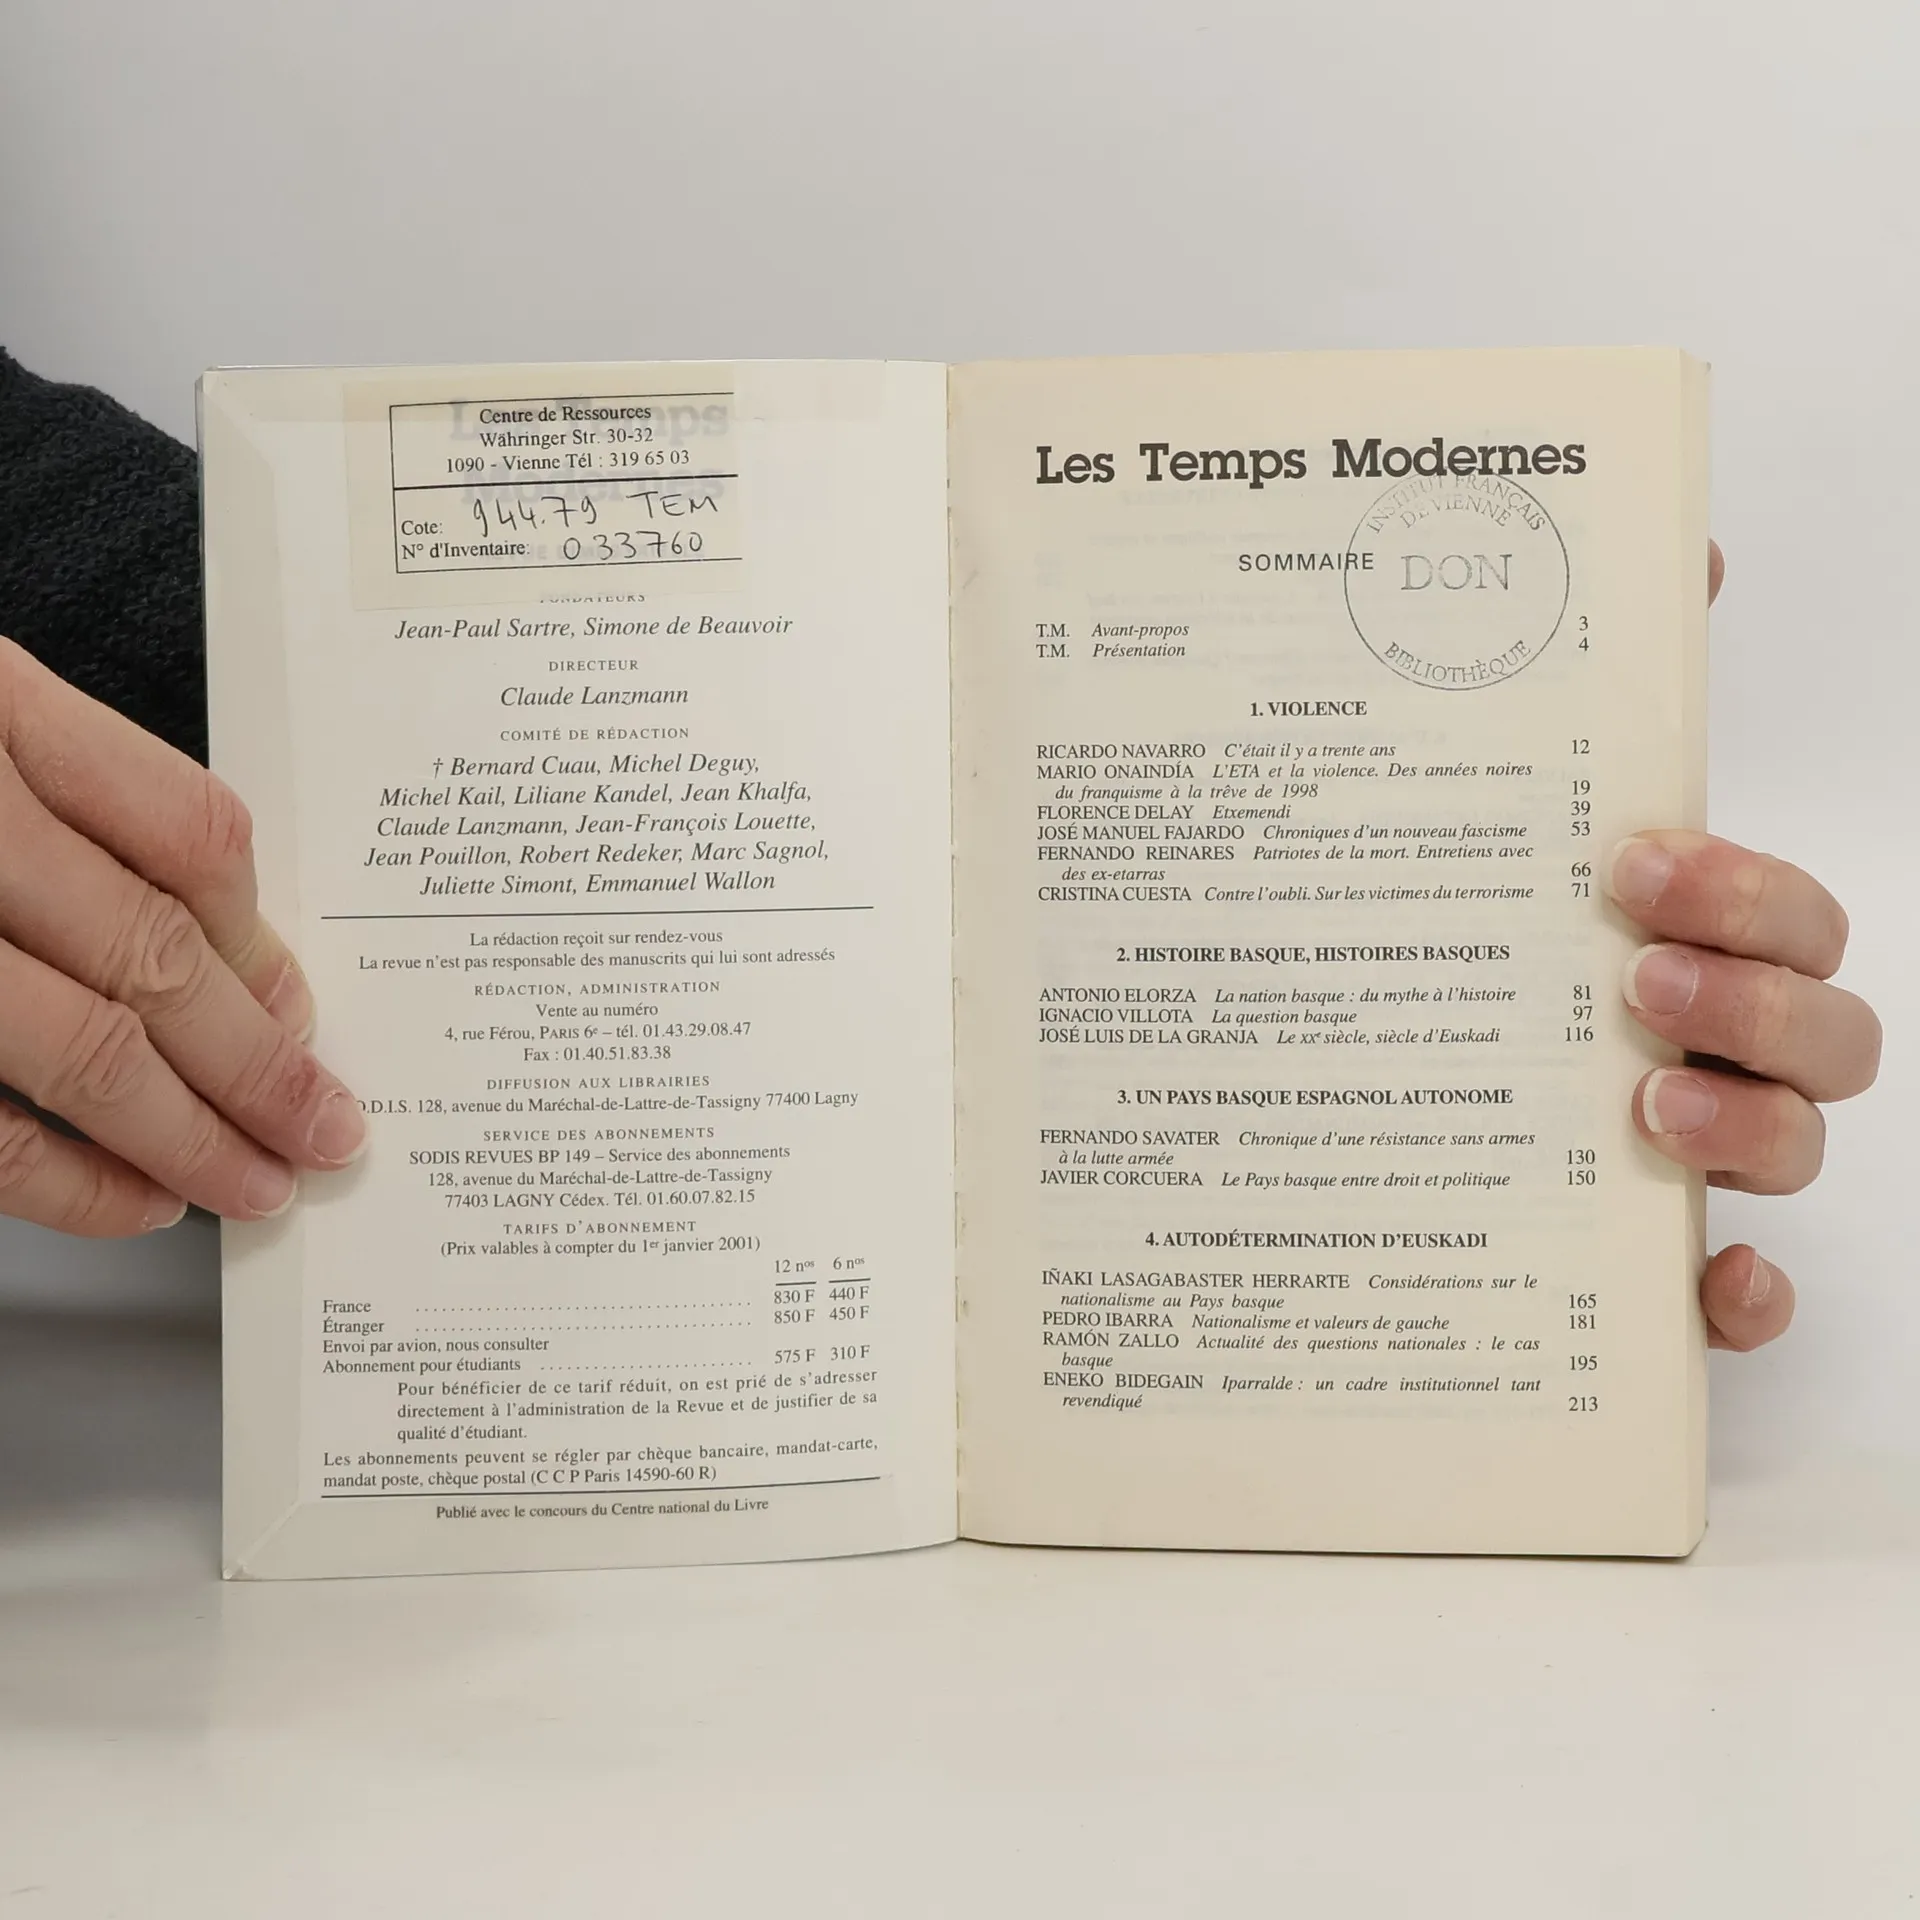 Centre de Ressources
Währinger Str. 30-32
1090 - Vienne Tél : 319 65 03
Cote: 944.79 TEM
N° d'Inventaire: 033760
FONDATEURS
Jean-Paul Sartre, Simone de Beauvoir
DIRECTEUR
Claude Lanzmann
COMITÉ DE RÉDACTION
† Bernard Cuau, Michel Deguy,
Michel Kail, Liliane Kandel, Jean Khalfa,
Claude Lanzmann, Jean-François Louette,
Jean Pouillon, Robert Redeker, Marc Sagnol,
Juliette Simont, Emmanuel Wallon
La rédaction reçoit sur rendez-vous
La revue n'est pas responsable des manuscrits qui lui sont adressés
RÉDACTION, ADMINISTRATION
Vente au numéro
4, rue Férou, PARIS 6e – tél. 01.43.29.08.47
Fax : 01.40.51.83.38
DIFFUSION AUX LIBRAIRIES
.D.I.S. 128, avenue du Maréchal-de-Lattre-de-Tassigny 77400 Lagny
SERVICE DES ABONNEMENTS
SODIS REVUES BP 149 – Service des abonnements
128, avenue du Maréchal-de-Lattre-de-Tassigny
77403 LAGNY Cédex. Tél. 01.60.07.82.15
TARIFS D'ABONNEMENT
(Prix valables à compter du 1er janvier 2001)
12 nos 6 nos
France 830 F 440 F
Étranger 850 F 450 F
Envoi par avion, nous consulter
Abonnement pour étudiants 575 F 310 F
Pour bénéficier de ce tarif réduit, on est prié de s'adresser
directement à l'administration de la Revue et de justifier de sa
qualité d'étudiant.
Les abonnements peuvent se régler par chèque bancaire, mandat-carte,
mandat poste, chèque postal (C C P Paris 14590-60 R)
Publié avec le concours du Centre national du Livre
Les Temps Modernes
INSTITUT FRANÇAIS
DE VIENNE
DON
BIBLIOTHÈQUE
SOMMAIRE
T.M. Avant-propos 3
T.M. Présentation 4
1. VIOLENCE
RICARDO NAVARRO C'était il y a trente ans 12
MARIO ONAINDÍA L'ETA et la violence. Des années noires
du franquisme à la trêve de 1998 19
FLORENCE DELAY Etxemendi 39
JOSÉ MANUEL FAJARDO Chroniques d'un nouveau fascisme 53
FERNANDO REINARES Patriotes de la mort. Entretiens avec
des ex-etarras 66
CRISTINA CUESTA Contre l'oubli. Sur les victimes du terrorisme 71
2. HISTOIRE BASQUE, HISTOIRES BASQUES
ANTONIO ELORZA La nation basque : du mythe à l'histoire 81
IGNACIO VILLOTA La question basque 97
JOSÉ LUIS DE LA GRANJA Le XXe siècle, siècle d'Euskadi 116
3. UN PAYS BASQUE ESPAGNOL AUTONOME
FERNANDO SAVATER Chronique d'une résistance sans armes
à la lutte armée 130
JAVIER CORCUERA Le Pays basque entre droit et politique 150
4. AUTODÉTERMINATION D'EUSKADI
IÑAKI LASAGABASTER HERRARTE Considérations sur le
nationalisme au Pays basque 165
PEDRO IBARRA Nationalisme et valeurs de gauche 181
RAMÓN ZALLO Actualité des questions nationales : le cas
basque 195
ENEKO BIDEGAIN Iparralde : un cadre institutionnel tant
revendiqué 213